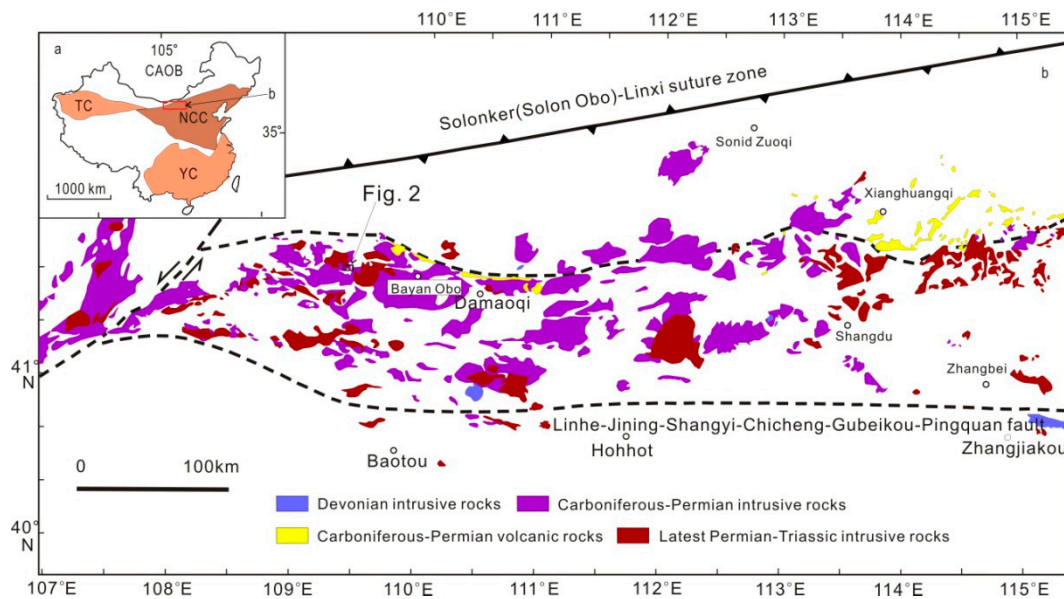 110°E
111°E
112°E
113°E
114°E
115°E
a
105°
CAOB
TC
NCC
b
35°
YC
1000 km
b
Solonker(Solon Obo)-Linxi suture zone
Sonid Zuoqi
Fig. 2
Xianghuangqi
Bayan Obo
Damaoqi
Shangdu
41°
N
Zhangbei
Linhe-Jining-Shangyi-Chicheng-Gubeikou-Pingquan fault
Hohhot
Zhangjiakou
Baotou
0
100km
Devonian intrusive rocks
Carboniferous-Permian intrusive rocks
Carboniferous-Permian volcanic rocks
Latest Permian-Triassic intrusive rocks
40°
N
107°E
108°E
109°E
110°E
111°E
112°E
113°E
114°E
115°E